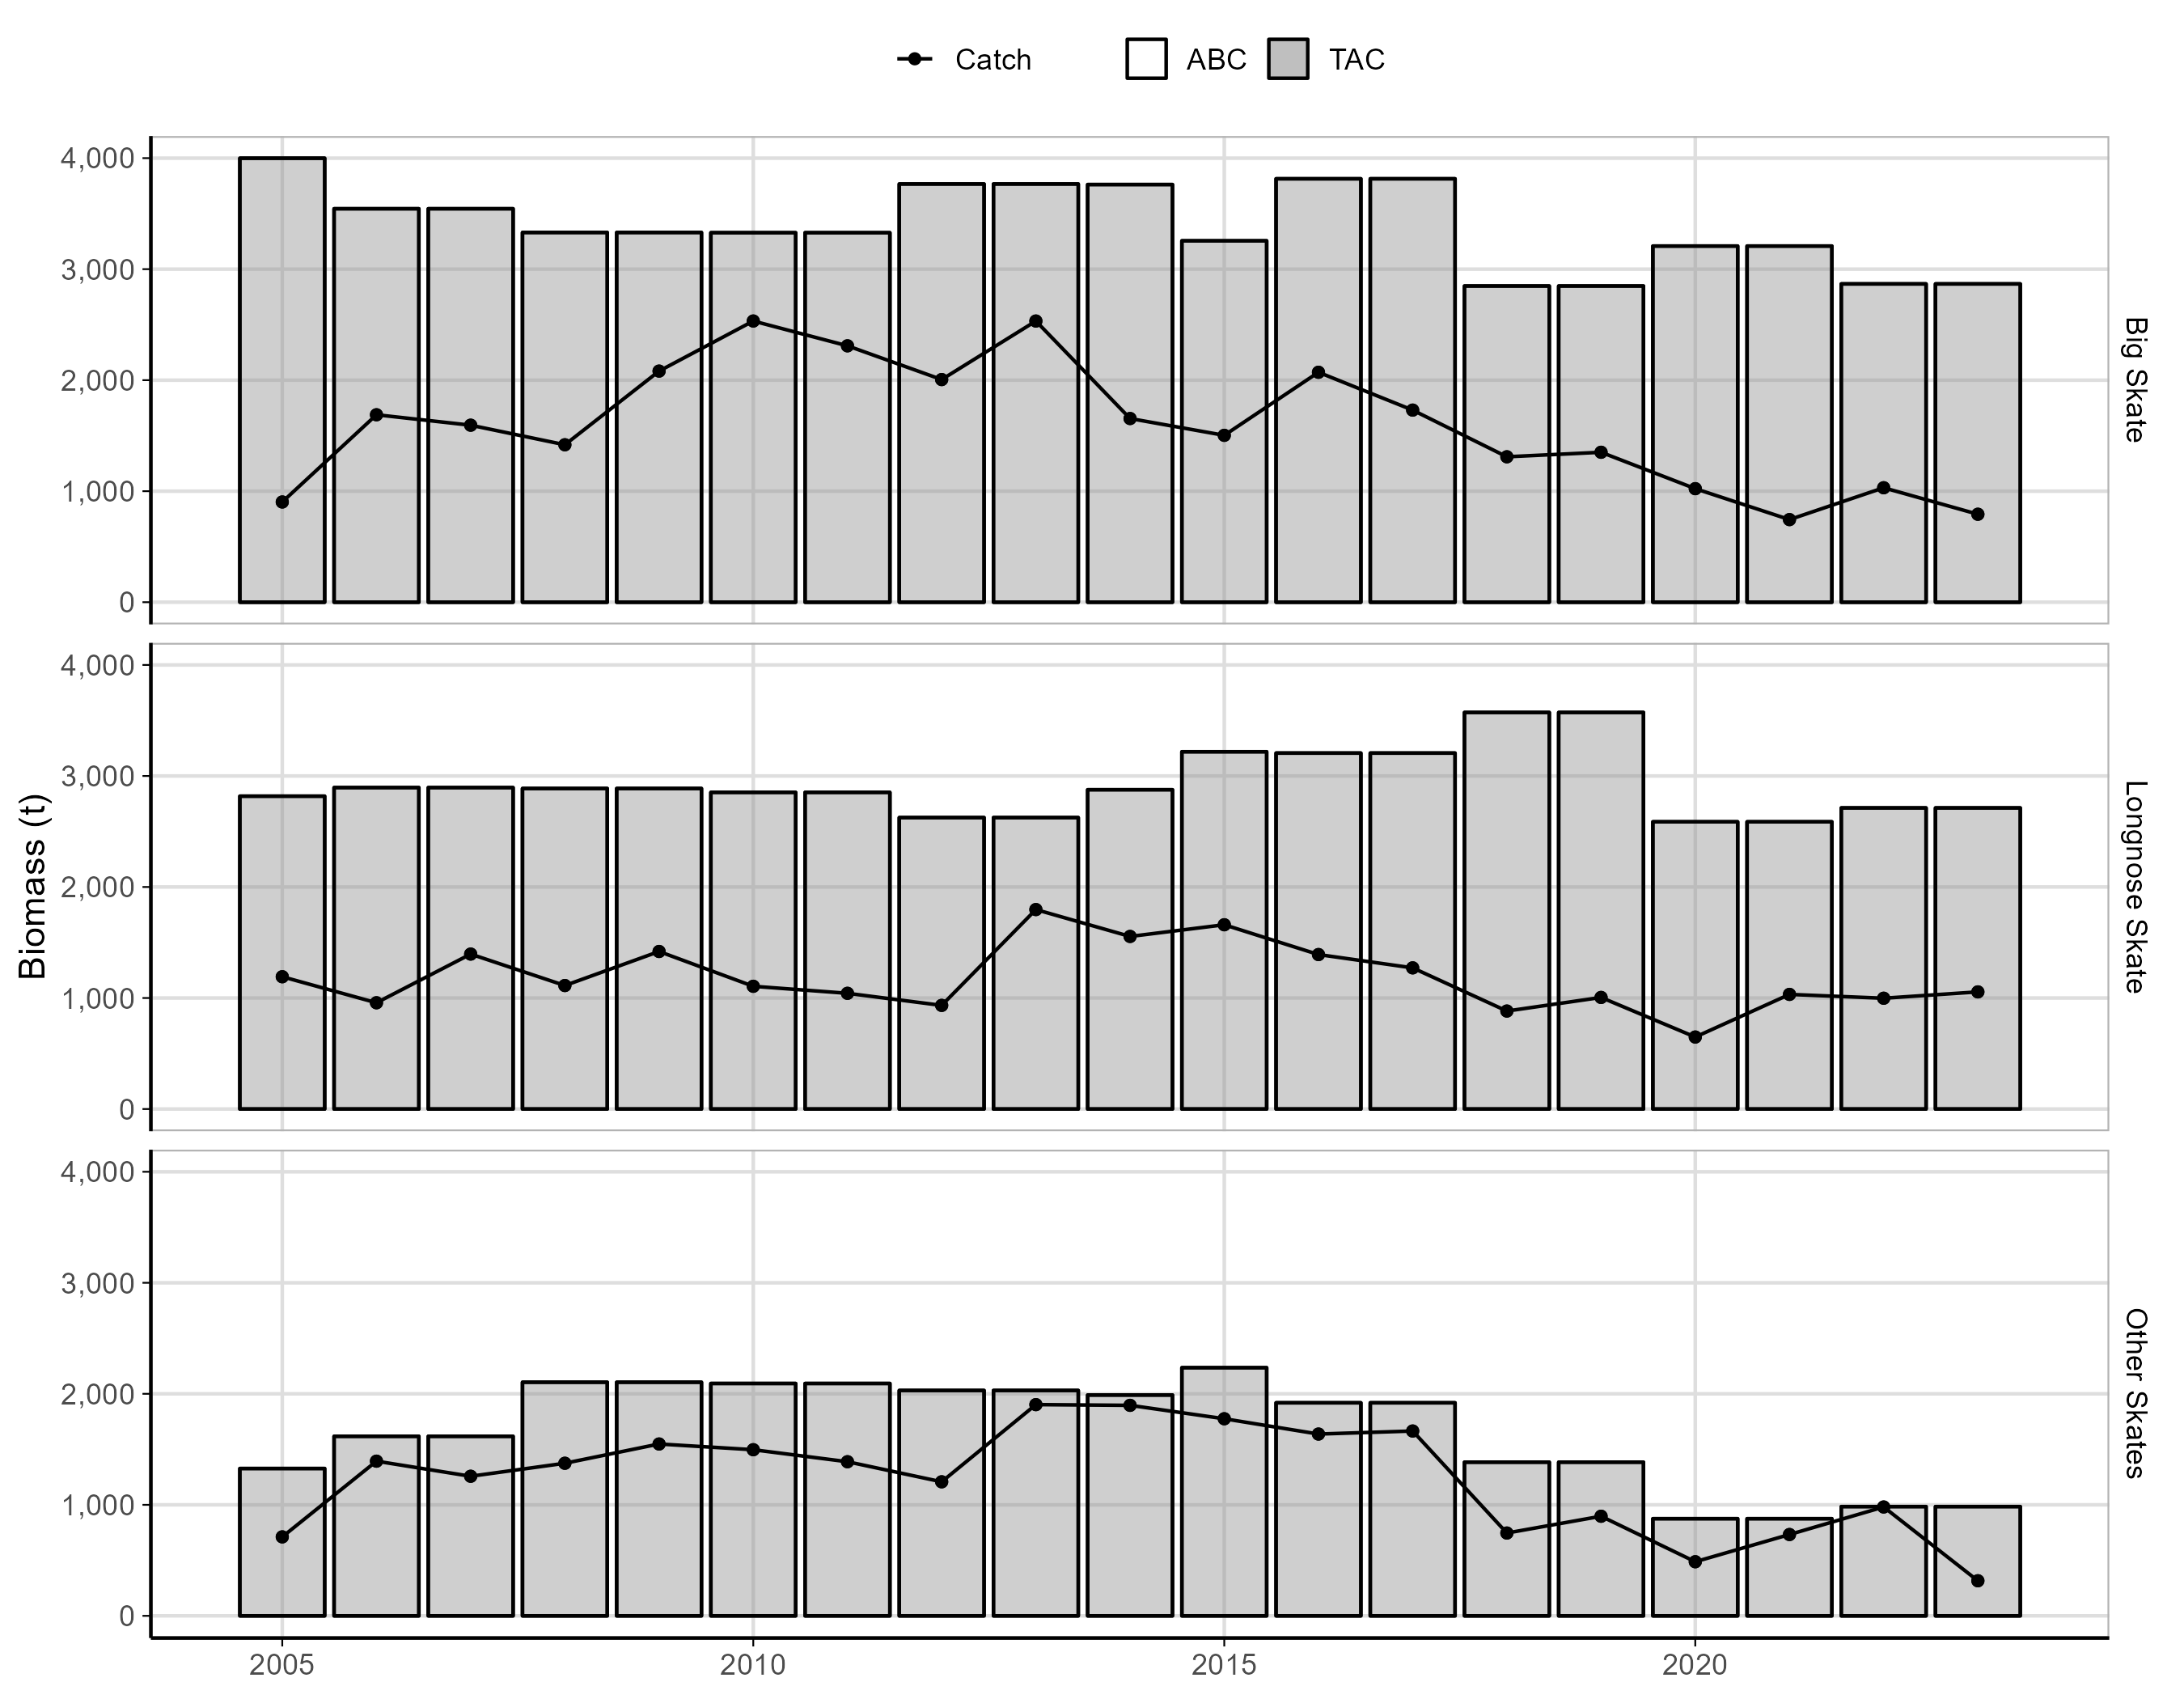 Catch ABC TAC
4,000
3,000
2,000
1,000
0
Big Skate
4,000
3,000
2,000
1,000
0
Longnose Skate
Biomass (t)
4,000
3,000
2,000
1,000
0
Other Skates
2005 2010 2015 2020